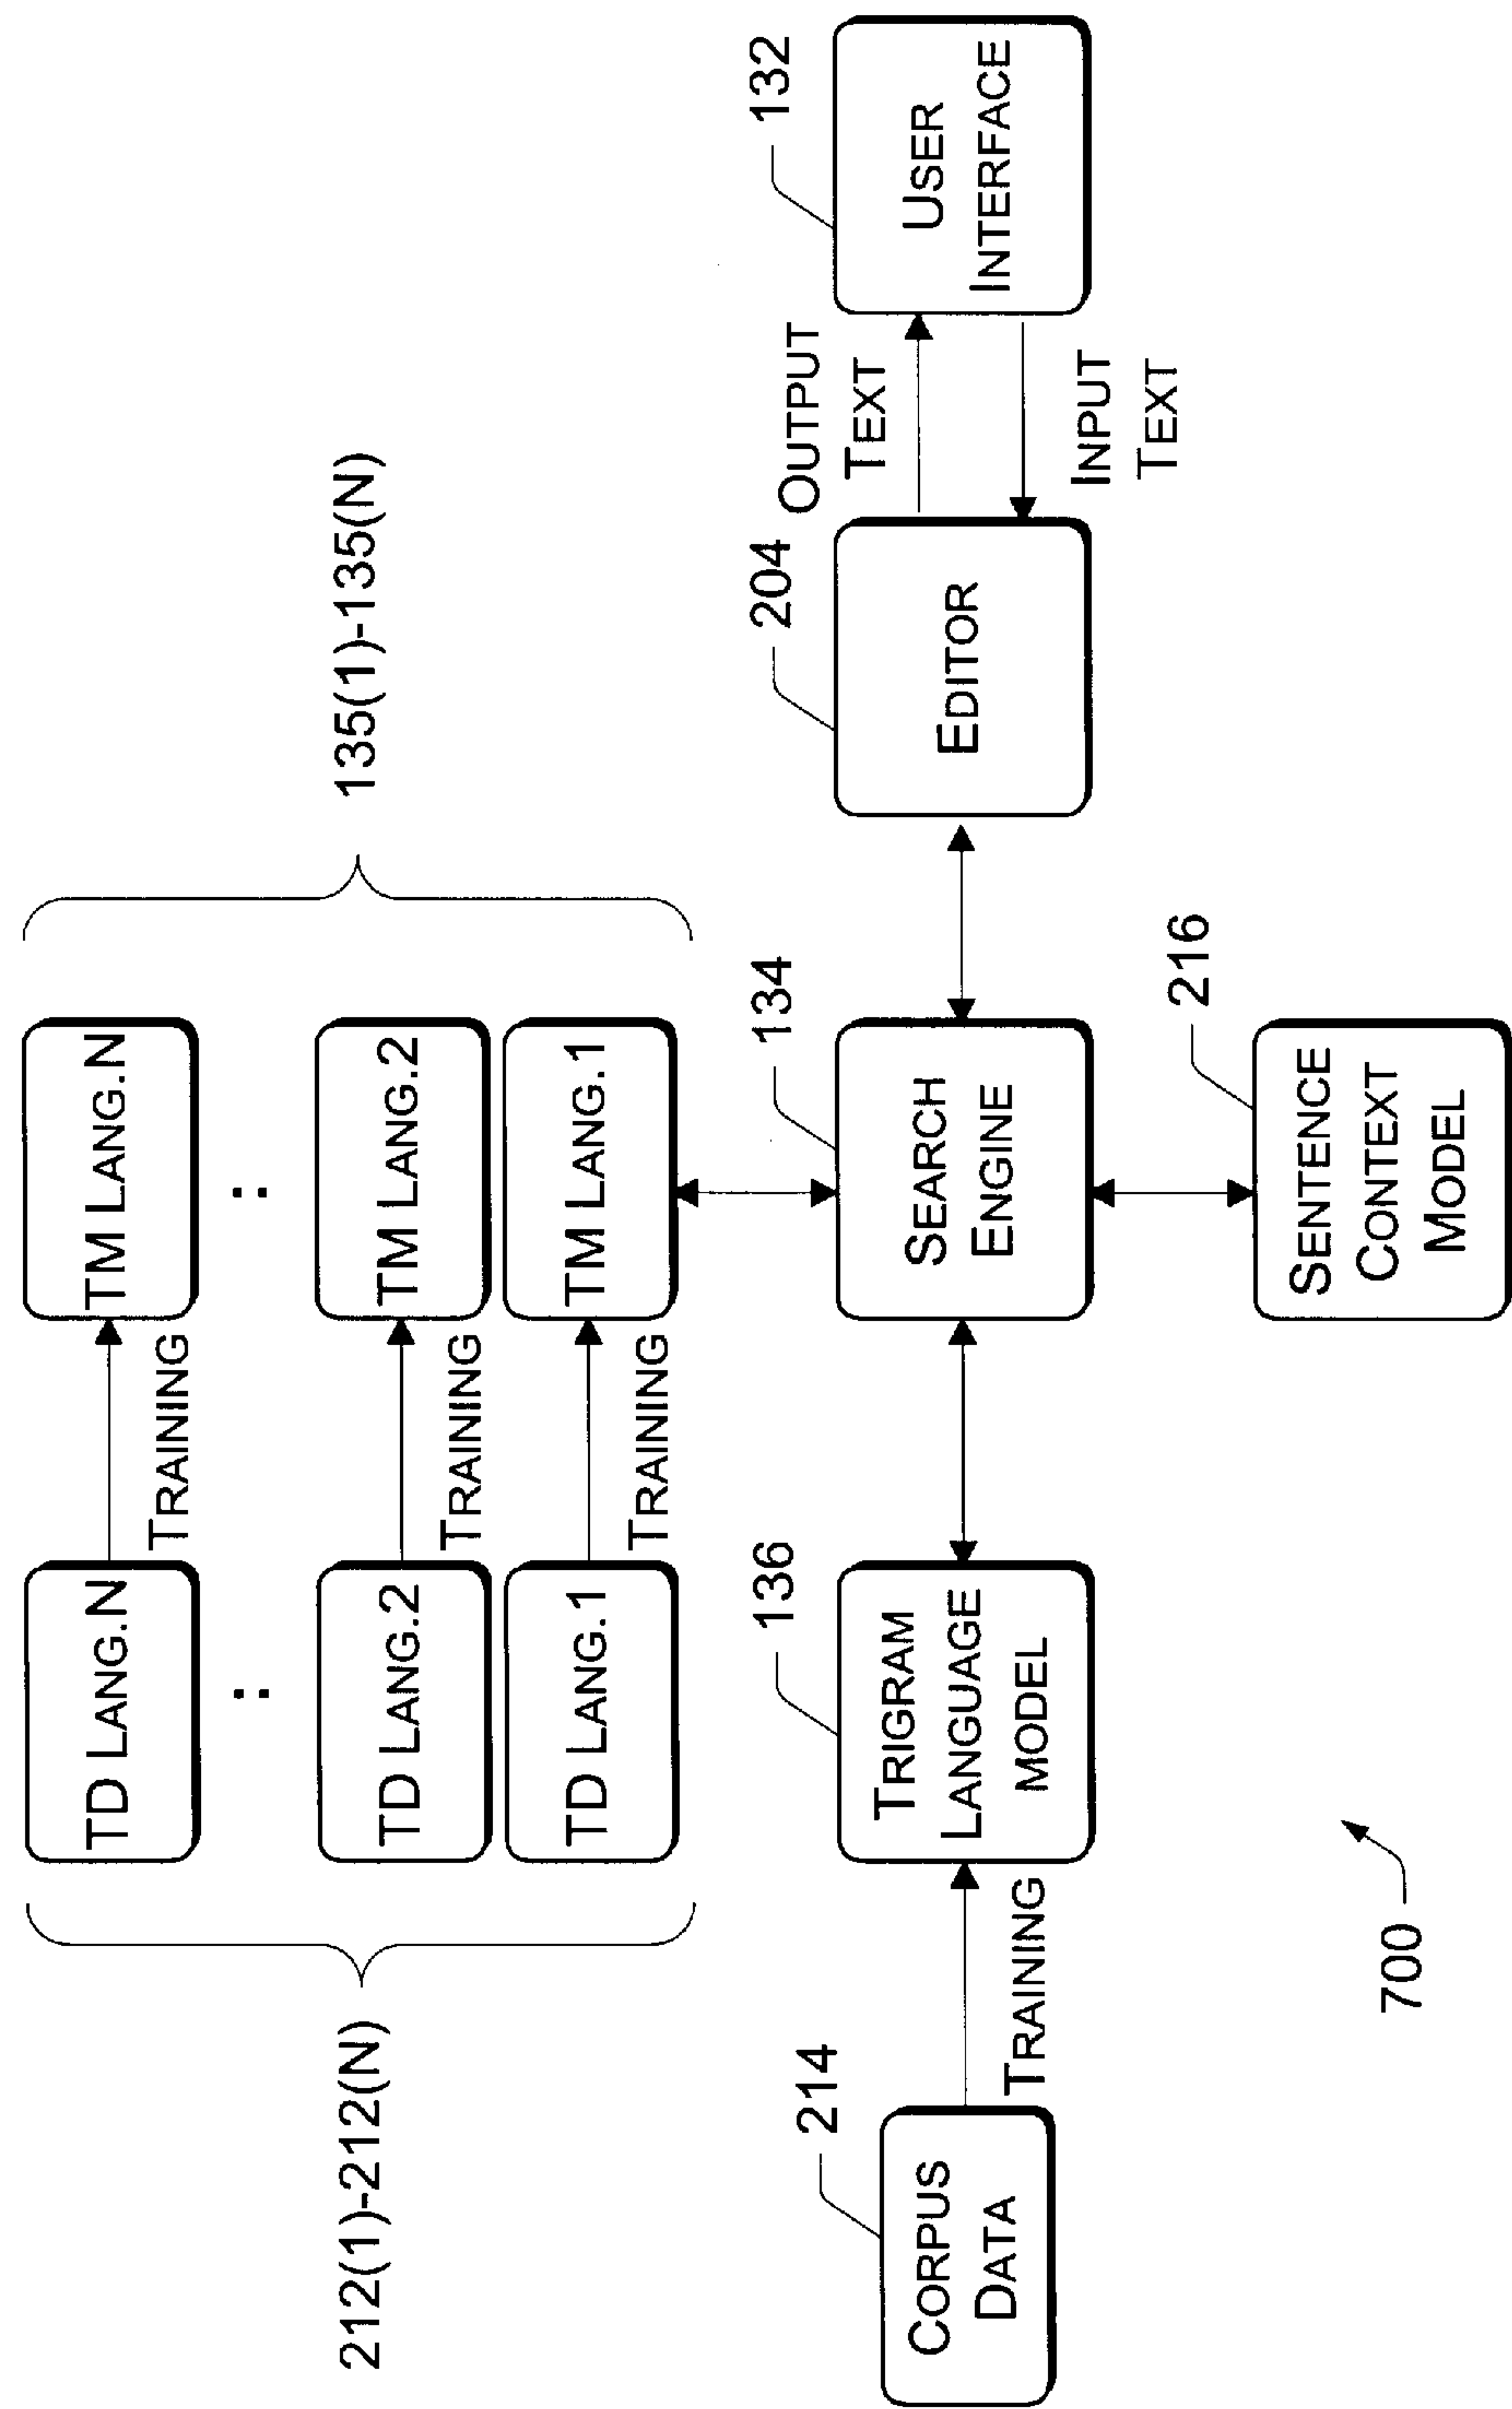 212(1)-212(N)
135(1)-135(N)
TD LANG.N
TRAINING
TM LANG.N
:
:
TD LANG.2
TRAINING
TM LANG.2
TD LANG.1
TRAINING
TM LANG.1
214
CORPUS
DATA
TRAINING
136
TRIGRAM
LANGUAGE
MODEL
134
SEARCH
ENGINE
204
EDITOR
OUTPUT
TEXT
INPUT
TEXT
132
USER
INTERFACE
216
SENTENCE
CONTEXT
MODEL
700